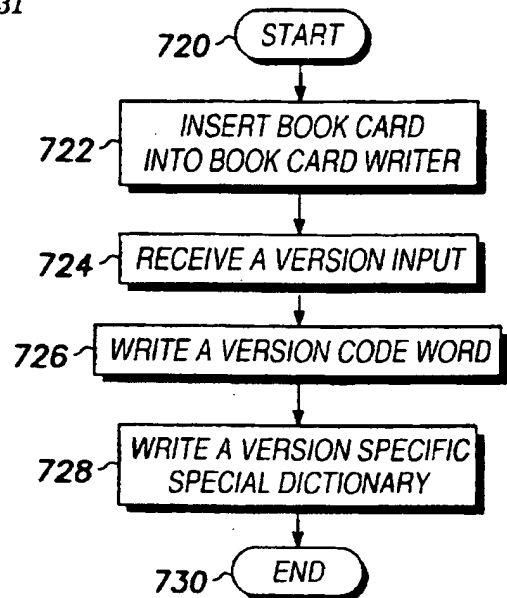 31
720 START
722 INSERT BOOK CARD
INTO BOOK CARD WRITER
724 RECEIVE A VERSION INPUT
726 WRITE A VERSION CODE WORD
728 WRITE A VERSION SPECIFIC
SPECIAL DICTIONARY
730 END